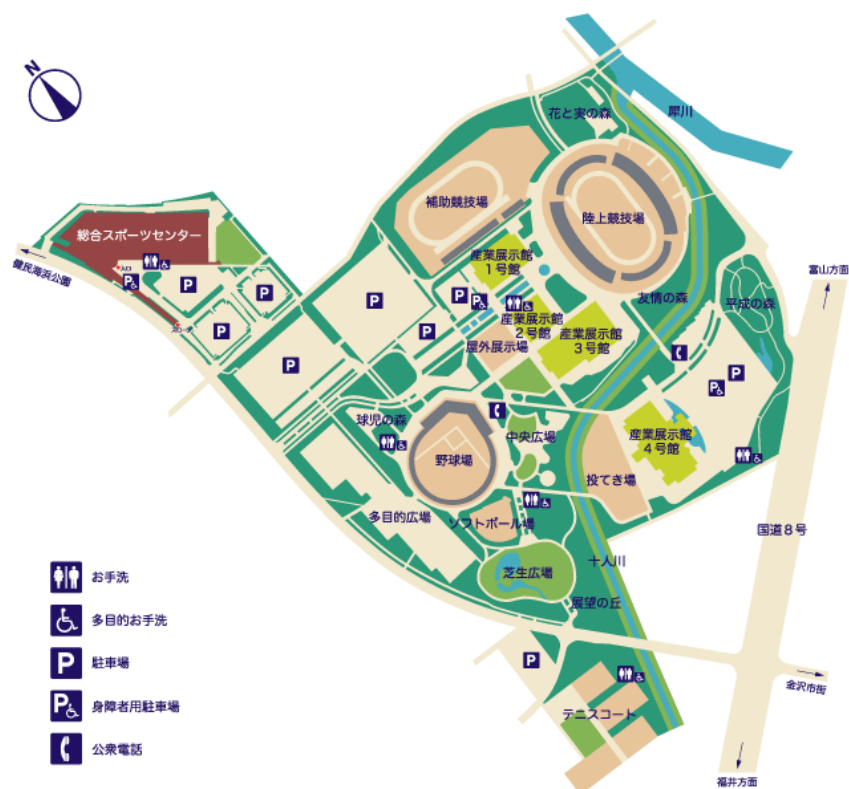 N
犀川
花と実の森
補助競技場
陸上競技場
総合スポーツセンター
入口
健民海浜公園
P
P
P
P
P
P
P
P
P
P
P
P
産業展示館
1号館
富山方面
友情の森
平成の森
産業展示館
2号館
産業展示館
3号館
屋外展示場
球児の森
中央広場
産業展示館
4号館
野球場
投てき場
多目的広場
ソフトボール場
国道8号
十人川
芝生広場
展望の丘
P
金沢市街
テニスコート
福井方面
お手洗
多目的お手洗
P
駐車場
P
身障者用駐車場
公衆電話